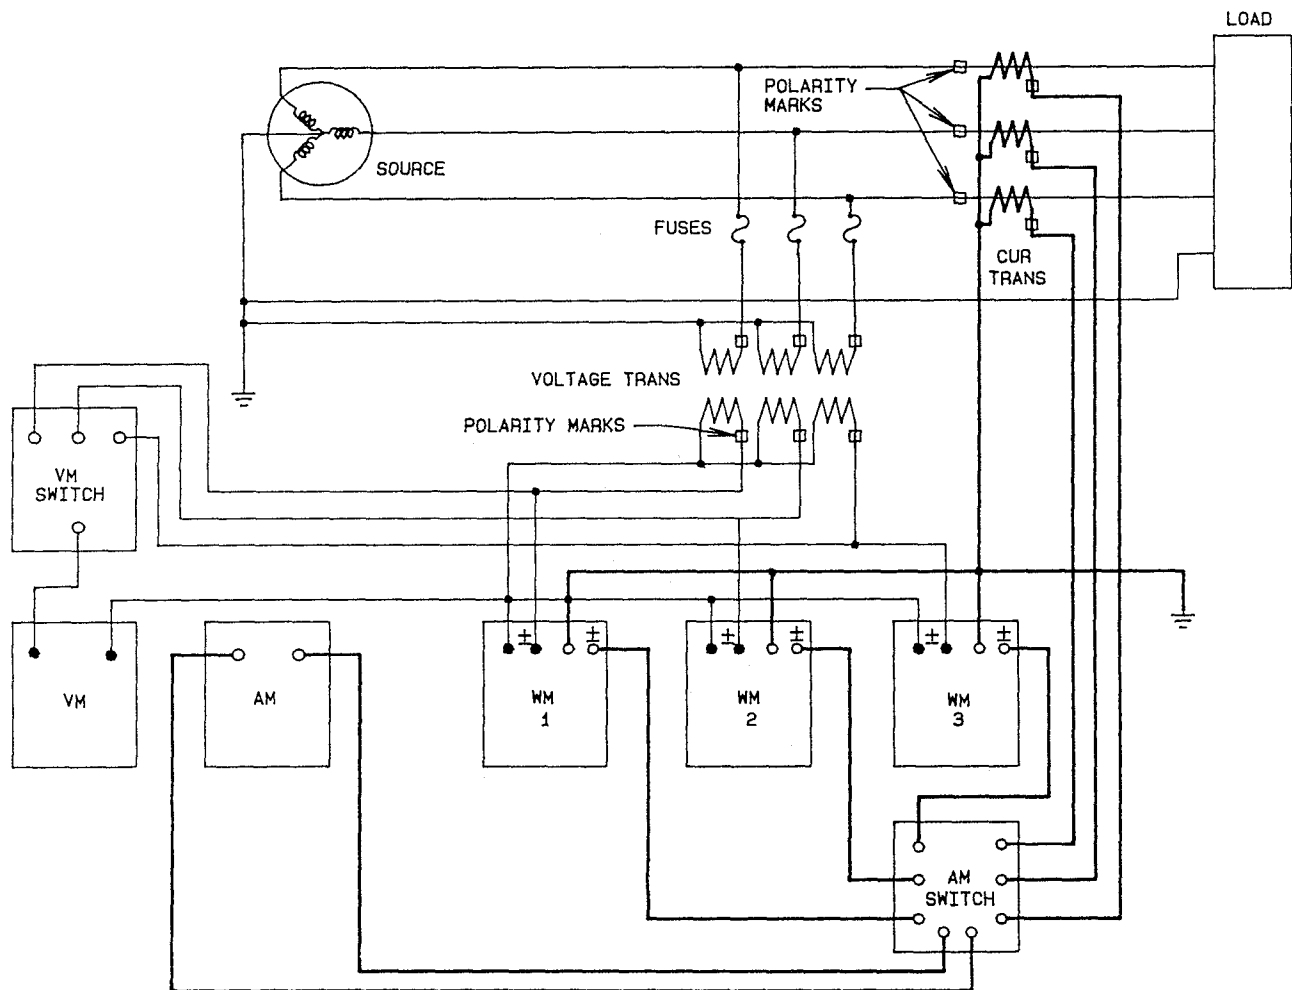 LOAD
POLARITY
MARKS
SOURCE
FUSES
CUR
TRANS
VOLTAGE TRANS
POLARITY MARKS
VM
SWITCH
± ± ± ± ± ±
VM
AM
WM
1
WM
2
WM
3
AM
SWITCH